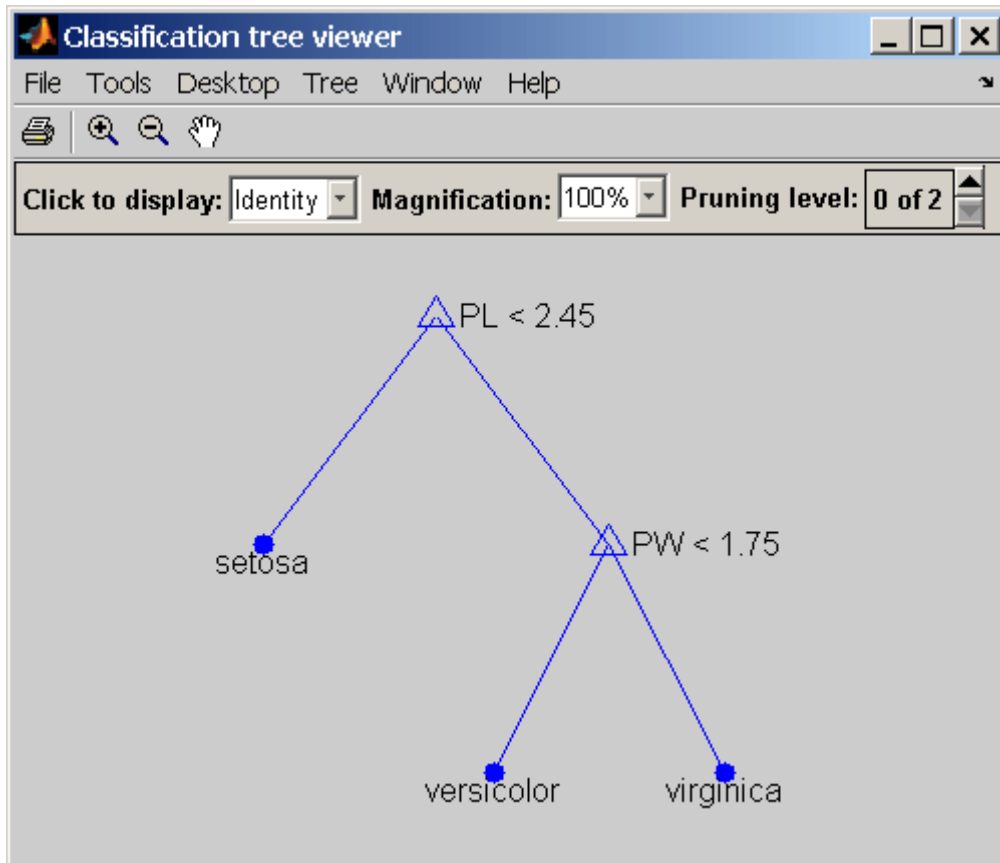 Classification tree viewer
File Tools Desktop Tree Window Help
Click to display: Identity Magnification: 100% Pruning level: 0 of 2
PL < 2.45
setosa
PW < 1.75
versicolor
virginica